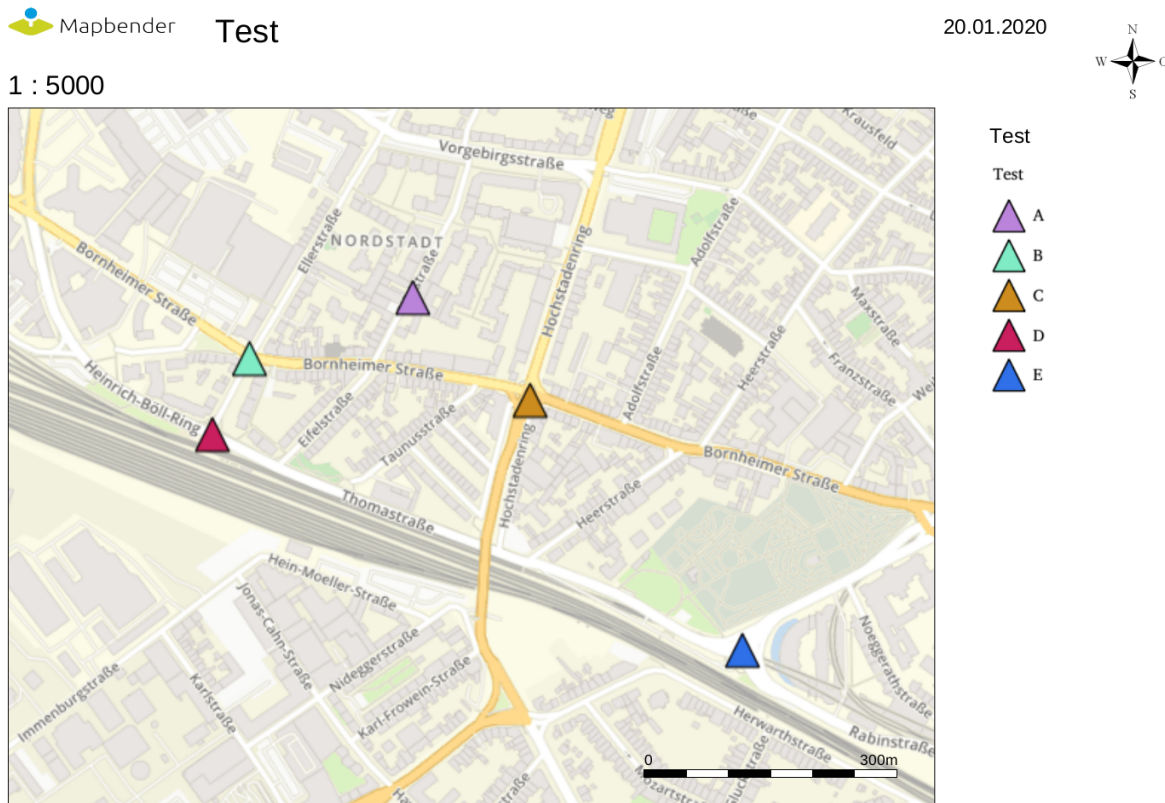 Mapbender
Test
20.01.2020
1 : 5000
N
W
O
S
Test
Test
A
B
C
D
E
Krausfeld
Vorgebirgsstraße
Ellerstraße
NORDSTADT
straße
Hochstadenring
Adolfstraße
Bornheimer Straße
Maxstraße
Bornheimer Straße
Heerstraße
Franzstraße
Adolfstraße
Heinrich-Böll-Ring
Eifelstraße
Taunusstraße
Hochstadenring
Bornheimer Straße
Thomastraße
Heerstraße
Hein-Moeller-Straße
Jonas-Cahn-Straße
Nideggerstraße
Karl-Frowein-Straße
Karlstraße
Immenburgstraße
Noeggerathstraße
Herwarthstraße
Rabinstraße
0
300m